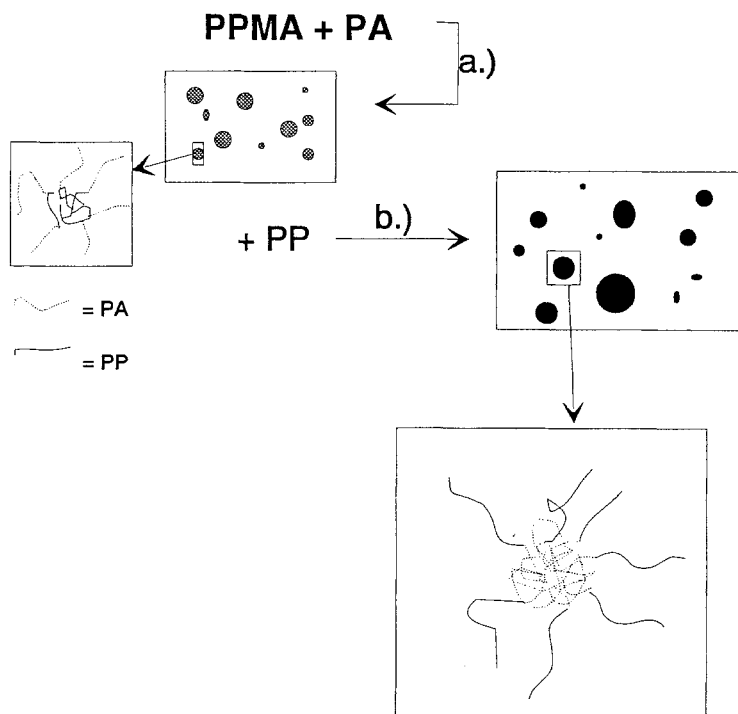 PPMA + PA
a.)
+ PP
b.)
= PA
= PP